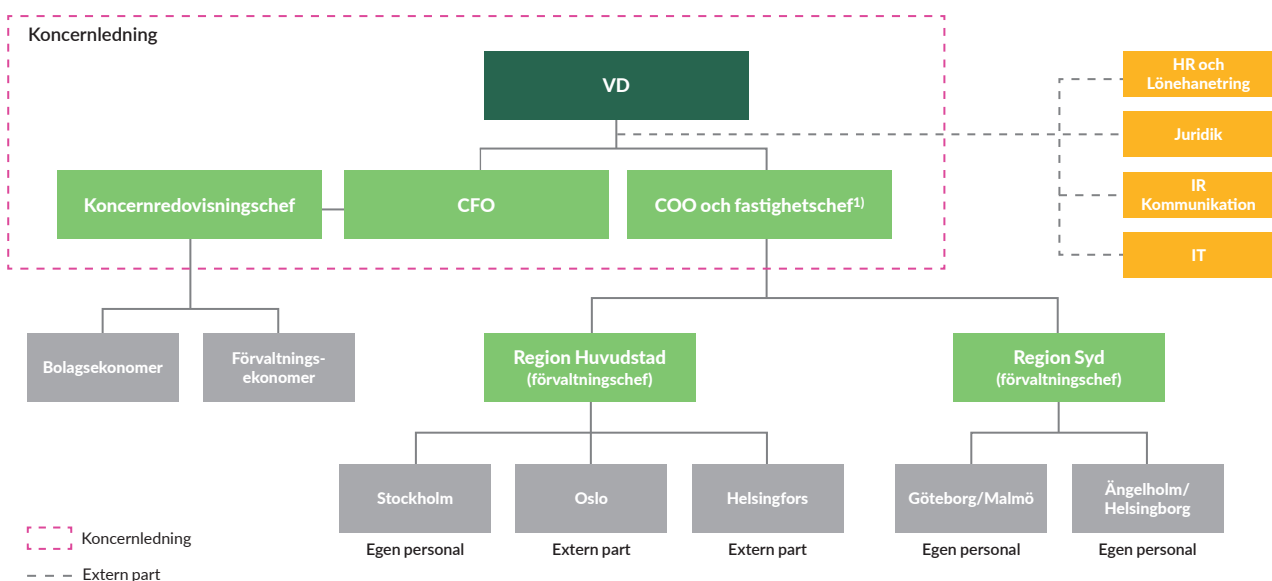 Koncernledning
VD
HR och
Lönehanetring
Juridik
IR
Kommunikation
IT
Koncernredovisningschef
CFO
COO och fastighetschef1)
Bolagsekonomer
Förvaltnings-
ekonomer
Region Huvudstad
(förvaltningschef)
Region Syd
(förvaltningschef)
Stockholm
Oslo
Helsingfors
Göteborg/Malmö
Ängelholm/
Helsingborg
Egen personal
Extern part
Extern part
Egen personal
Egen personal
Koncernledning
Extern part